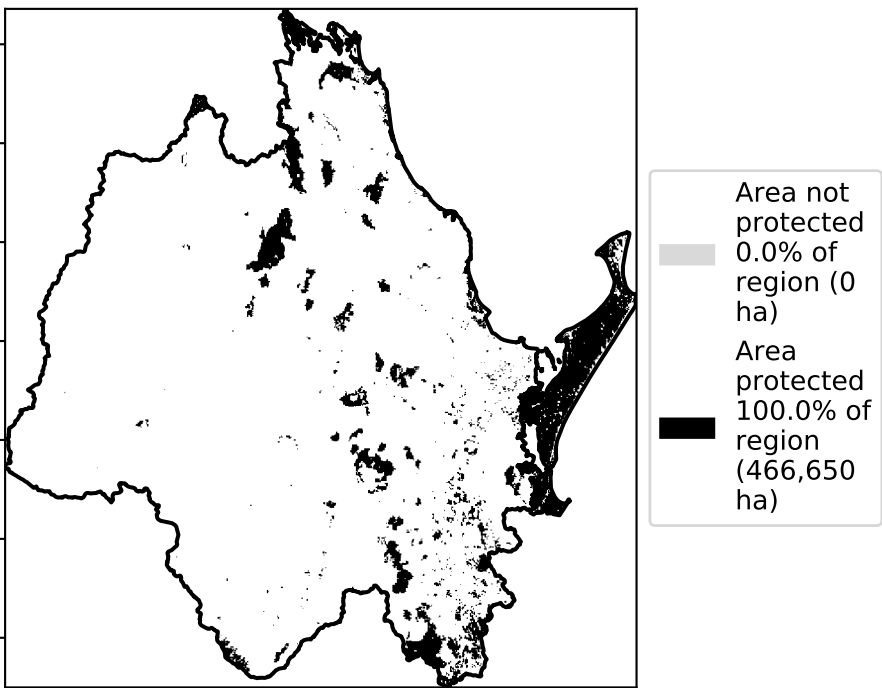 Area not
protected
0.0% of
region (0
ha)
Area
protected
100.0% of
region
(466,650
ha)